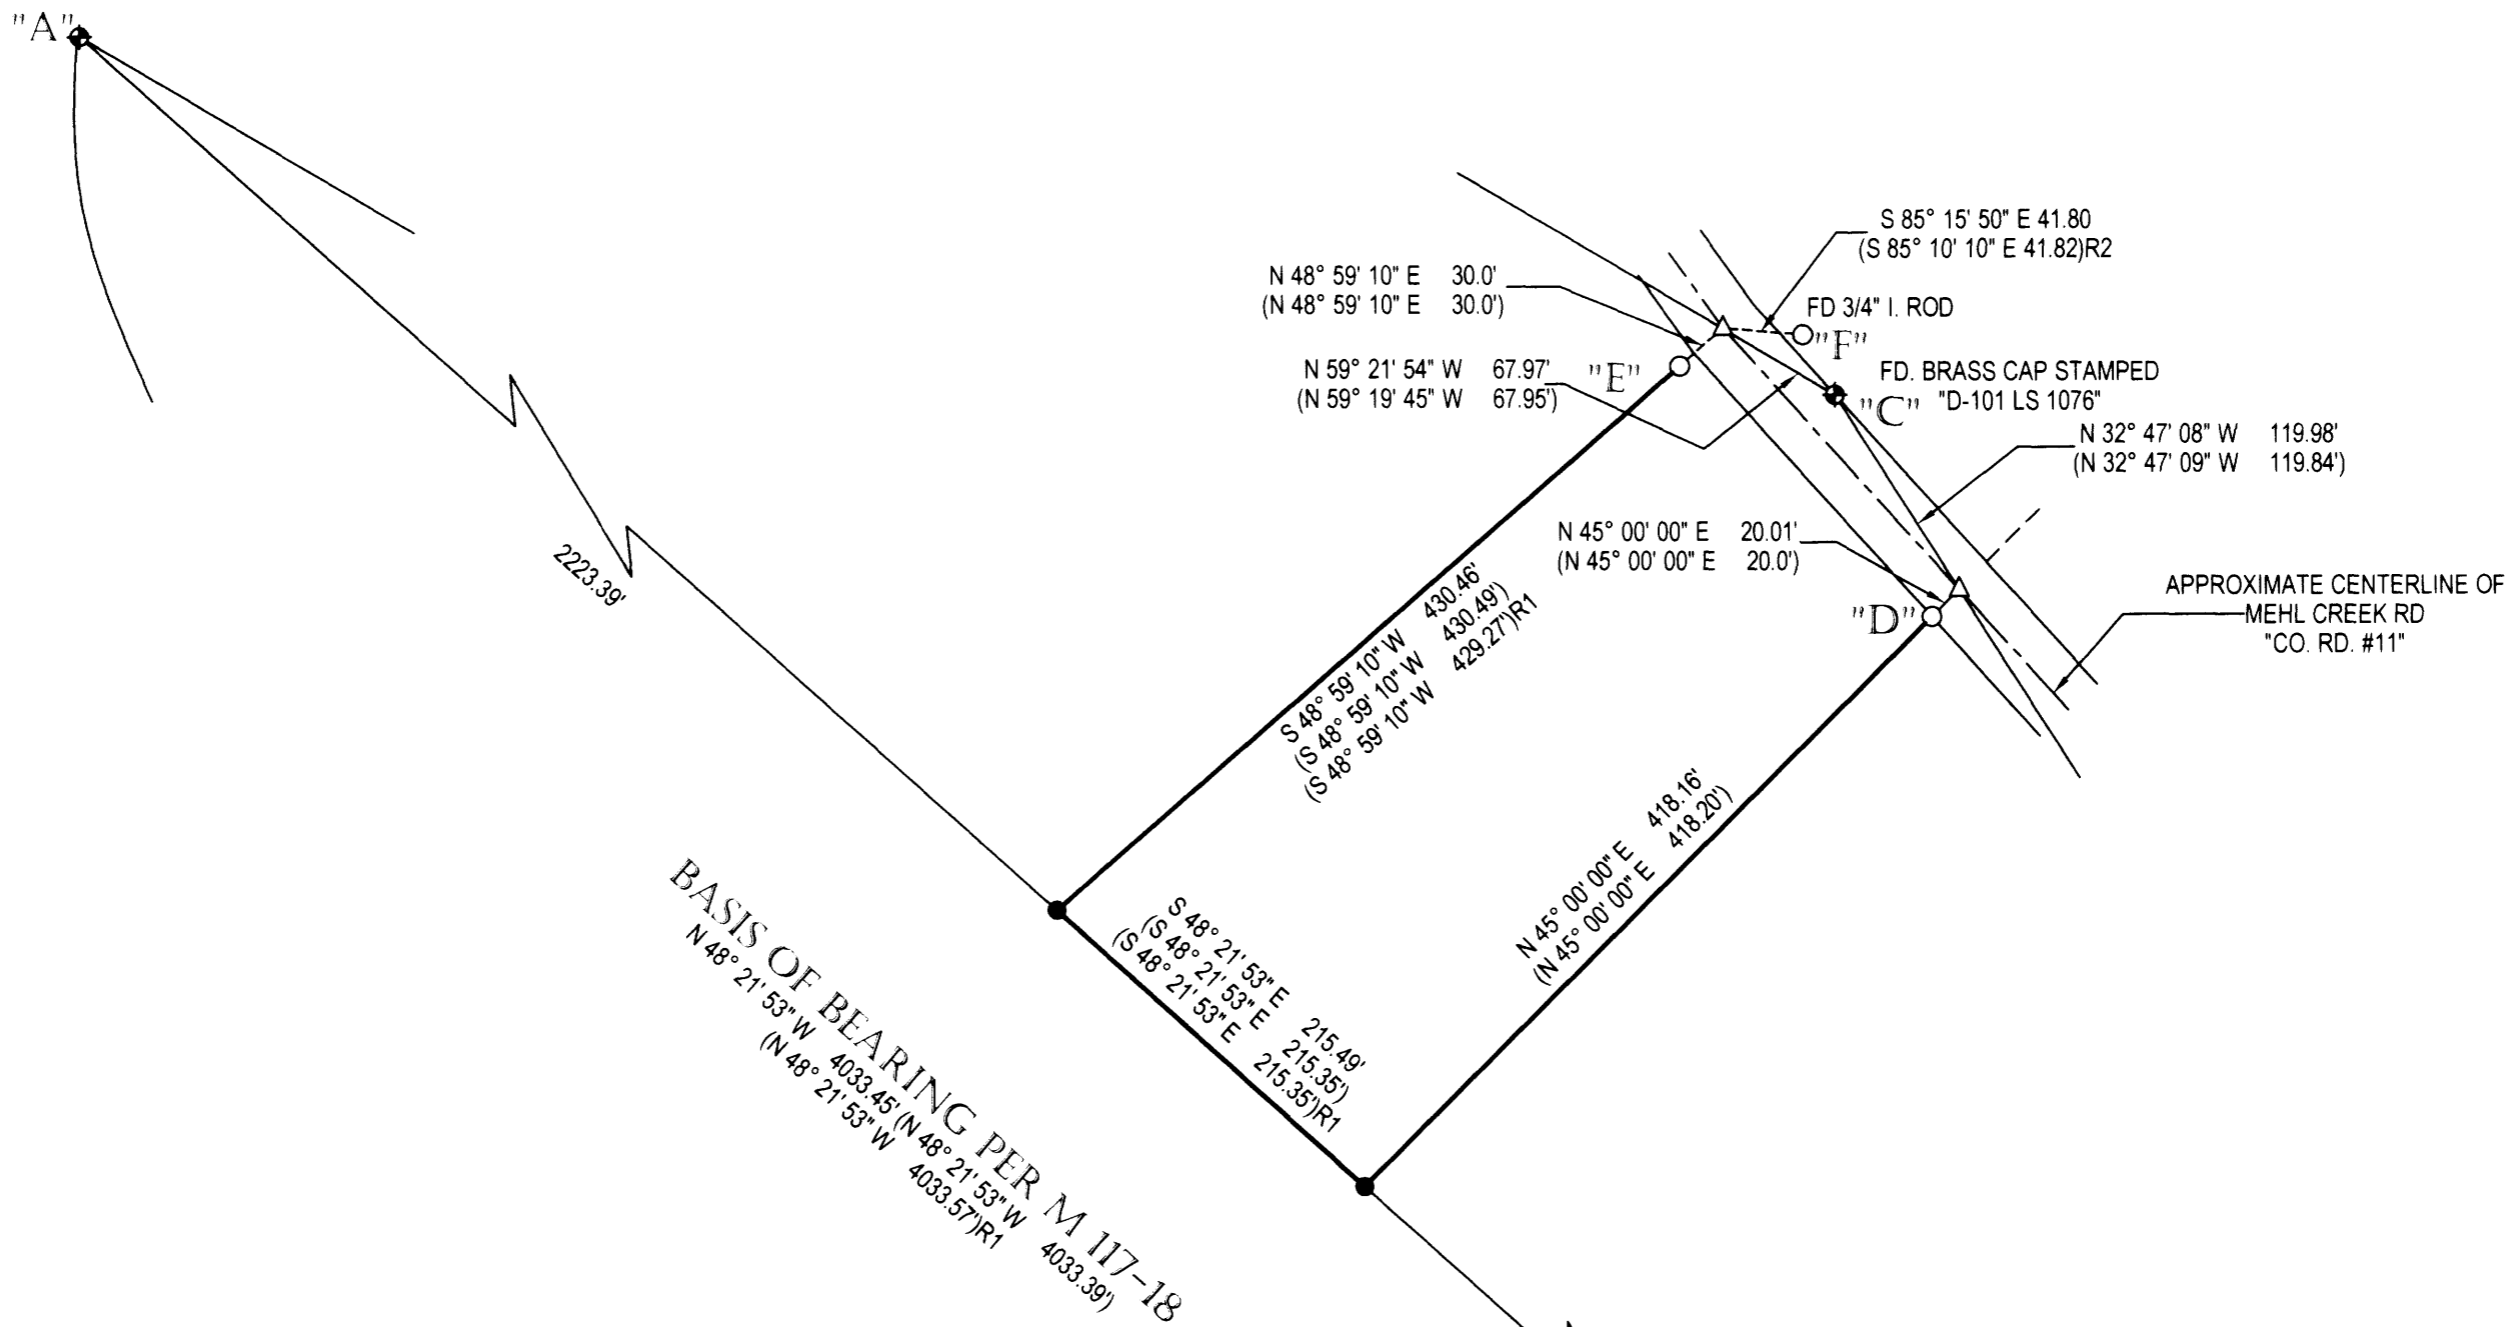 "A"
S 85° 15' 50" E 41.80
(S 85° 10' 10" E 41.82)R2
N 48° 59' 10" E 30.0'
(N 48° 59' 10" E 30.0')
FD 3/4" I. ROD
"F"
N 59° 21' 54" W 67.97'
(N 59° 19' 45" W 67.95')
"E"
FD. BRASS CAP STAMPED
"D-101 LS 1076"
"C"
N 32° 47' 08" W 119.98'
(N 32° 47' 09" W 119.84')
N 45° 00' 00" E 20.01'
(N 45° 00' 00" E 20.0')
"D"
APPROXIMATE CENTERLINE OF
MEHL CREEK RD
"CO. RD. #11"
2223.39'
S 48° 59' 10" W 430.46'
(S 48° 59' 10" W 430.49')
(S 48° 59' 10" W 429.27')R1
N 45° 00' 00" E 418.16'
(N 45° 00' 00" E 418.20')
S 48° 21' 53" E 215.49'
(S 48° 21' 53" E 215.35')
(S 48° 21' 53" E 215.35')R1
BASIS OF BEARING PER M 117-18
N 48° 21' 53" W 4033.45' (N 48° 21' 53" W 4033.39')
(N 48° 21' 53" W 4033.57')R1